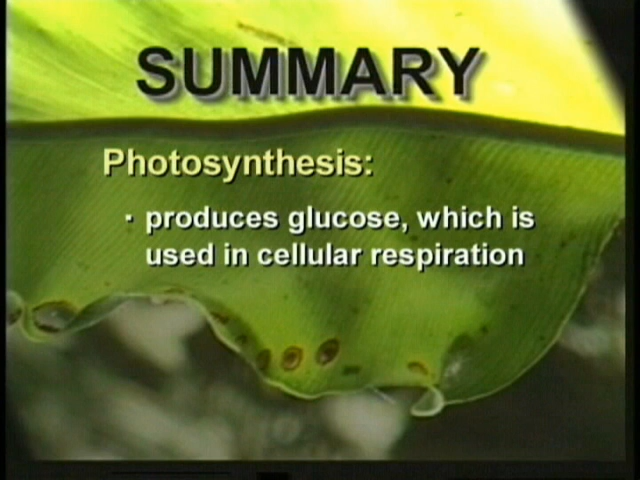 SUMMARY
Photosynthesis:
· produces glucose, which is
used in cellular respiration